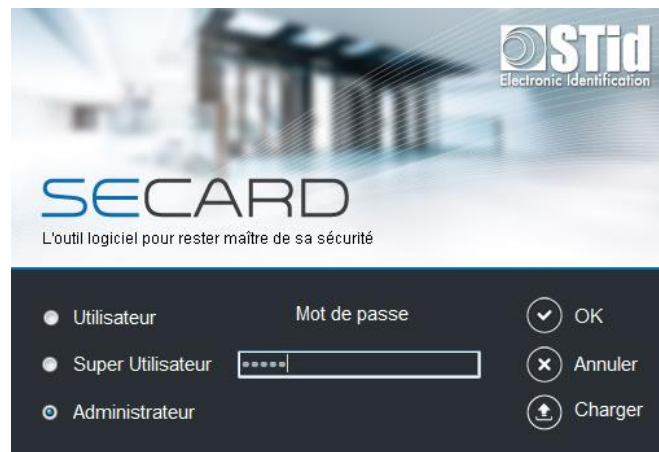 STid
Electronic Identification
SECARD
L'outil logiciel pour rester maître de sa sécurité
Utilisateur
Mot de passe
OK
Super Utilisateur
•••••
Annuler
Administrateur
Charger